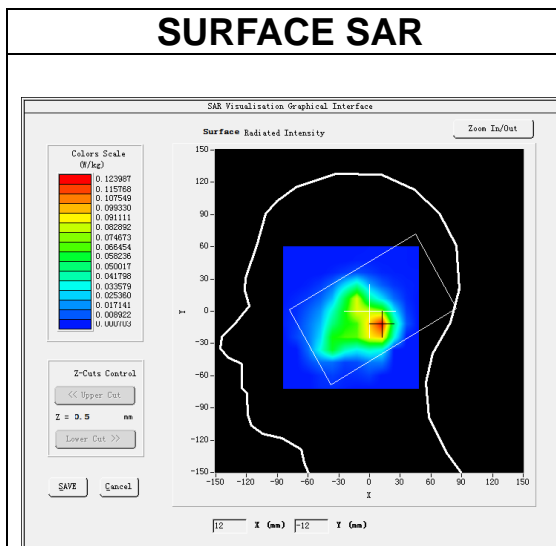 SURFACE SAR
SAR Visualisation Graphical Interface
Surface Radiated Intensity
Zoom In/Out
Colors Scale
(W/kg)
0.123987
0.115768
0.107549
0.099330
0.091111
0.082892
0.074673
0.066454
0.058236
0.050017
0.041798
0.033579
0.025360
0.017141
0.008922
0.000703
Z-Cuts Control
<< Upper Cut
Z = 0.5 mm
Lower Cut >>
SAVE Cancel
150
120
90
60
30
0
-30
-60
-90
-120
-150
Y
-150 -120 -90 -60 -30 0 30 60 90 120 150
X
12 X (mm) -12 Y (mm)